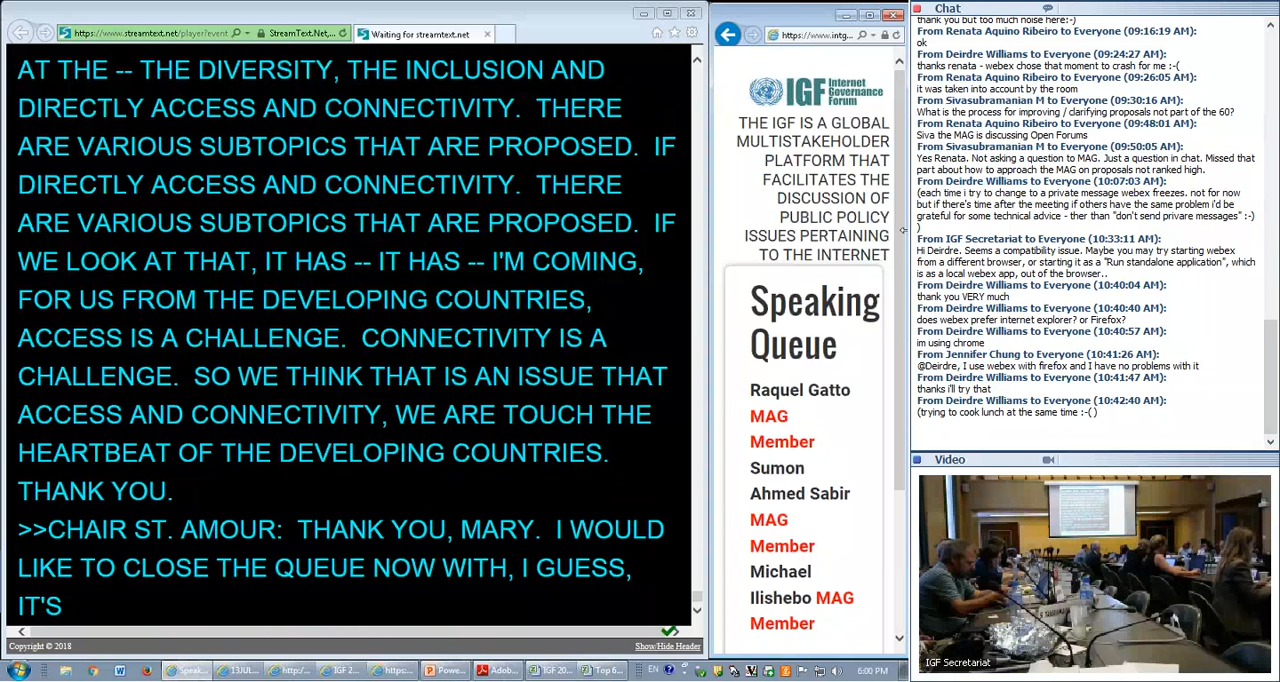 https://www.streamtext.net/player?event
StreamText.Net,...
Waiting for streamtext.net
AT THE -- THE DIVERSITY, THE INCLUSION AND
DIRECTLY ACCESS AND CONNECTIVITY.  THERE
ARE VARIOUS SUBTOPICS THAT ARE PROPOSED.  IF
DIRECTLY ACCESS AND CONNECTIVITY.  THERE
ARE VARIOUS SUBTOPICS THAT ARE PROPOSED.  IF
WE LOOK AT THAT, IT HAS -- IT HAS -- I'M COMING,
FOR US FROM THE DEVELOPING COUNTRIES,
ACCESS IS A CHALLENGE.  CONNECTIVITY IS A
CHALLENGE.  SO WE THINK THAT IS AN ISSUE THAT
ACCESS AND CONNECTIVITY, WE ARE TOUCH THE
HEARTBEAT OF THE DEVELOPING COUNTRIES.
THANK YOU.
>>CHAIR ST. AMOUR:  THANK YOU, MARY.  I WOULD
LIKE TO CLOSE THE QUEUE NOW WITH, I GUESS,
IT'S
Copyright © 2018
Show/Hide Header
https://www.intg
IGF Internet
Governance
Forum
THE IGF IS A GLOBAL
MULTISTAKEHOLDER
PLATFORM THAT
FACILITATES THE
DISCUSSION OF
PUBLIC POLICY
ISSUES PERTAINING
TO THE INTERNET
Speaking
Queue
Raquel Gatto
MAG
Member
Sumon
Ahmed Sabir
MAG
Member
Michael
Ilishebo MAG
Member
Chat
thank you but too much noise here:-)
From Renata Aquino Ribeiro to Everyone (09:16:19 AM):
ok
From Deirdre Williams to Everyone (09:24:27 AM):
thanks renata - webex chose that moment to crash for me :-(
From Renata Aquino Ribeiro to Everyone (09:26:05 AM):
it was taken into account by the room
From Sivasubramanian M to Everyone (09:30:16 AM):
What is the process for improving / clarifying proposals not part of the 60?
From Renata Aquino Ribeiro to Everyone (09:48:01 AM):
Siva the MAG is discussing Open Forums
From Sivasubramanian M to Everyone (09:50:05 AM):
Yes Renata. Not asking a question to MAG. Just a question in chat. Missed that
part about how to approach the MAG on proposals not ranked high.
From Deirdre Williams to Everyone (10:07:03 AM):
(each time i try to change to a private message webex freezes. not for now
but if there's time after the meeting if others have the same problem i'd be
grateful for some technical advice - ther than "don't send private messages" :-)
)
From IGF Secretariat to Everyone (10:33:11 AM):
Hi Deirdre. Seems a compatibility issue. Maybe you may try starting webex
from a different browser, or starting it as a "Run standalone application", which
is as a local webex app, out of the browser..
From Deirdre Williams to Everyone (10:40:04 AM):
thank you VERY much
From Deirdre Williams to Everyone (10:40:40 AM):
does webex prefer internet explorer? or Firefox?
From Deirdre Williams to Everyone (10:40:57 AM):
im using chrome
From Jennifer Chung to Everyone (10:41:26 AM):
@Deirdre, I use webex with firefox and I have no problems with it
From Deirdre Williams to Everyone (10:41:47 AM):
thanks i'll try that
From Deirdre Williams to Everyone (10:42:40 AM):
(trying to cook lunch at the same time :-( )
Video
IGF Secretariat
Speak...
13JUL...
http:/...
IGF 2...
https:...
Powe...
Adob...
IGF 20...
Top 6...
EN
6:00 PM